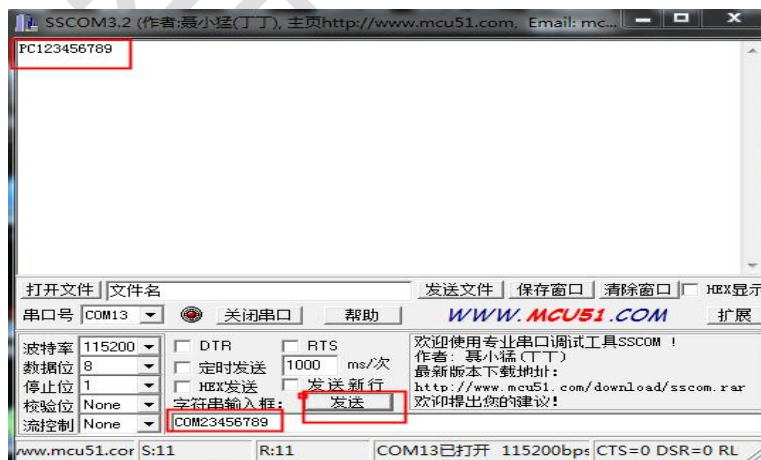 SSCOM3.2 (作者:聂小猛(丁丁), 主页http://www.mcu51.com, Email: mc...
PC123456789
打开文件 文件名 发送文件 保存窗口 清除窗口 HEX显示
串口号 COM13 关闭串口 帮助 WWW.MCU51.COM 扩展
波特率 115200 DTR RTS
数据位 8 定时发送 1000 ms/次
停止位 1 HEX发送 发送新行
校验位 None 字符串输入框: 发送
流控制 None COM23456789
欢迎使用专业串口调试工具SSCOM !
作者: 聂小猛(丁丁)
最新版本下载地址:
http://www.mcu51.com/download/sscom.rar
欢迎提出您的建议!
www.mcu51.cor S:11 R:11 COM13已打开 115200bps CTS=0 DSR=0 RL